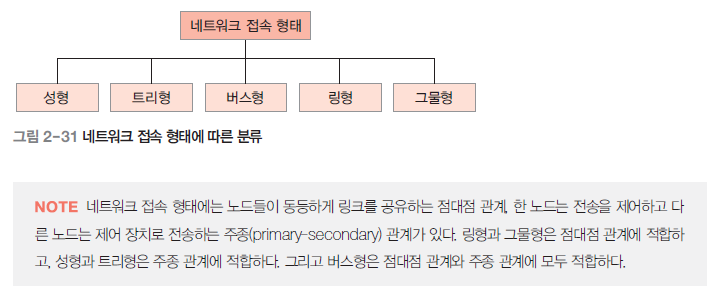 네트워크 접속 형태
성형 트리형 버스형 링형 그물형
그림 2-31 네트워크 접속 형태에 따른 분류
NOTE 네트워크 접속 형태에는 노드들이 동등하게 링크를 공유하는 점대점 관계, 한 노드는 전송을 제어하고 다
른 노드는 제어 장치로 전송하는 주종(primary-secondary) 관계가 있다. 링형과 그물형은 점대점 관계에 적합하
고, 성형과 트리형은 주종 관계에 적합하다. 그리고 버스형은 점대점 관계와 주종 관계에 모두 적합하다.